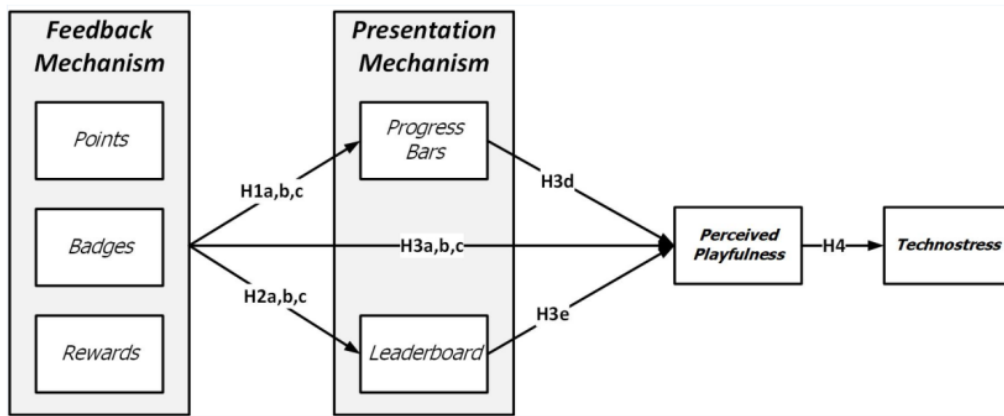 Feedback
Mechanism
Points
Badges
Rewards
H1a,b,c
H2a,b,c
Presentation
Mechanism
Progress
Bars
Leaderboard
H3a,b,c
H3d
H3e
Perceived
Playfulness
H4
Technostress